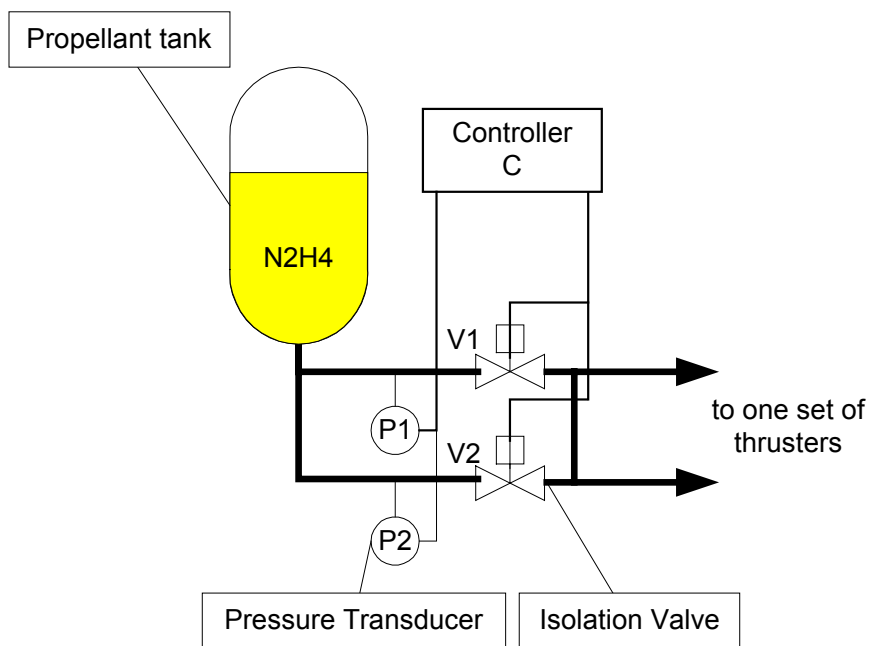 Propellant tank
Controller
C
N2H4
V1
P1
to one set of
thrusters
V2
P2
Pressure Transducer
Isolation Valve